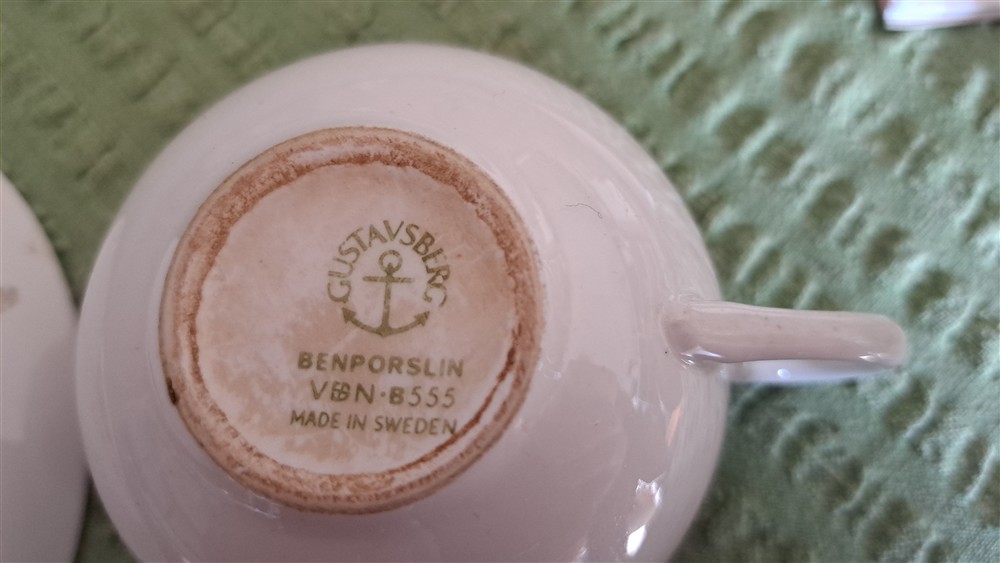 GUSTAVSBERG
BENPORSLIN
VBN·B555
MADE IN SWEDEN